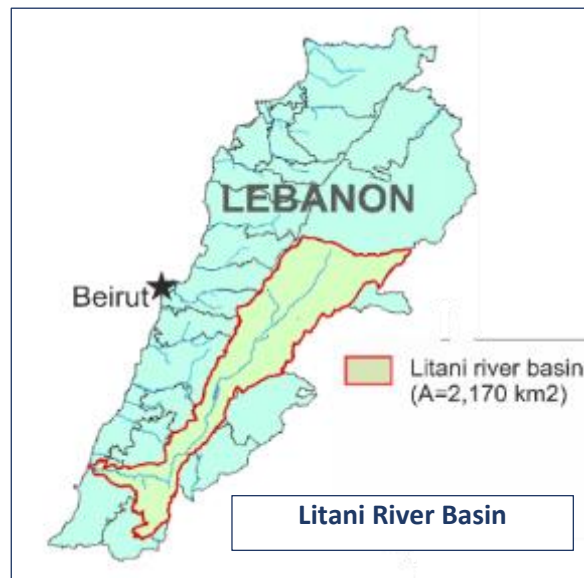 LEBANON
Beirut
Litani river basin
(A=2,170 km2)
Litani River Basin